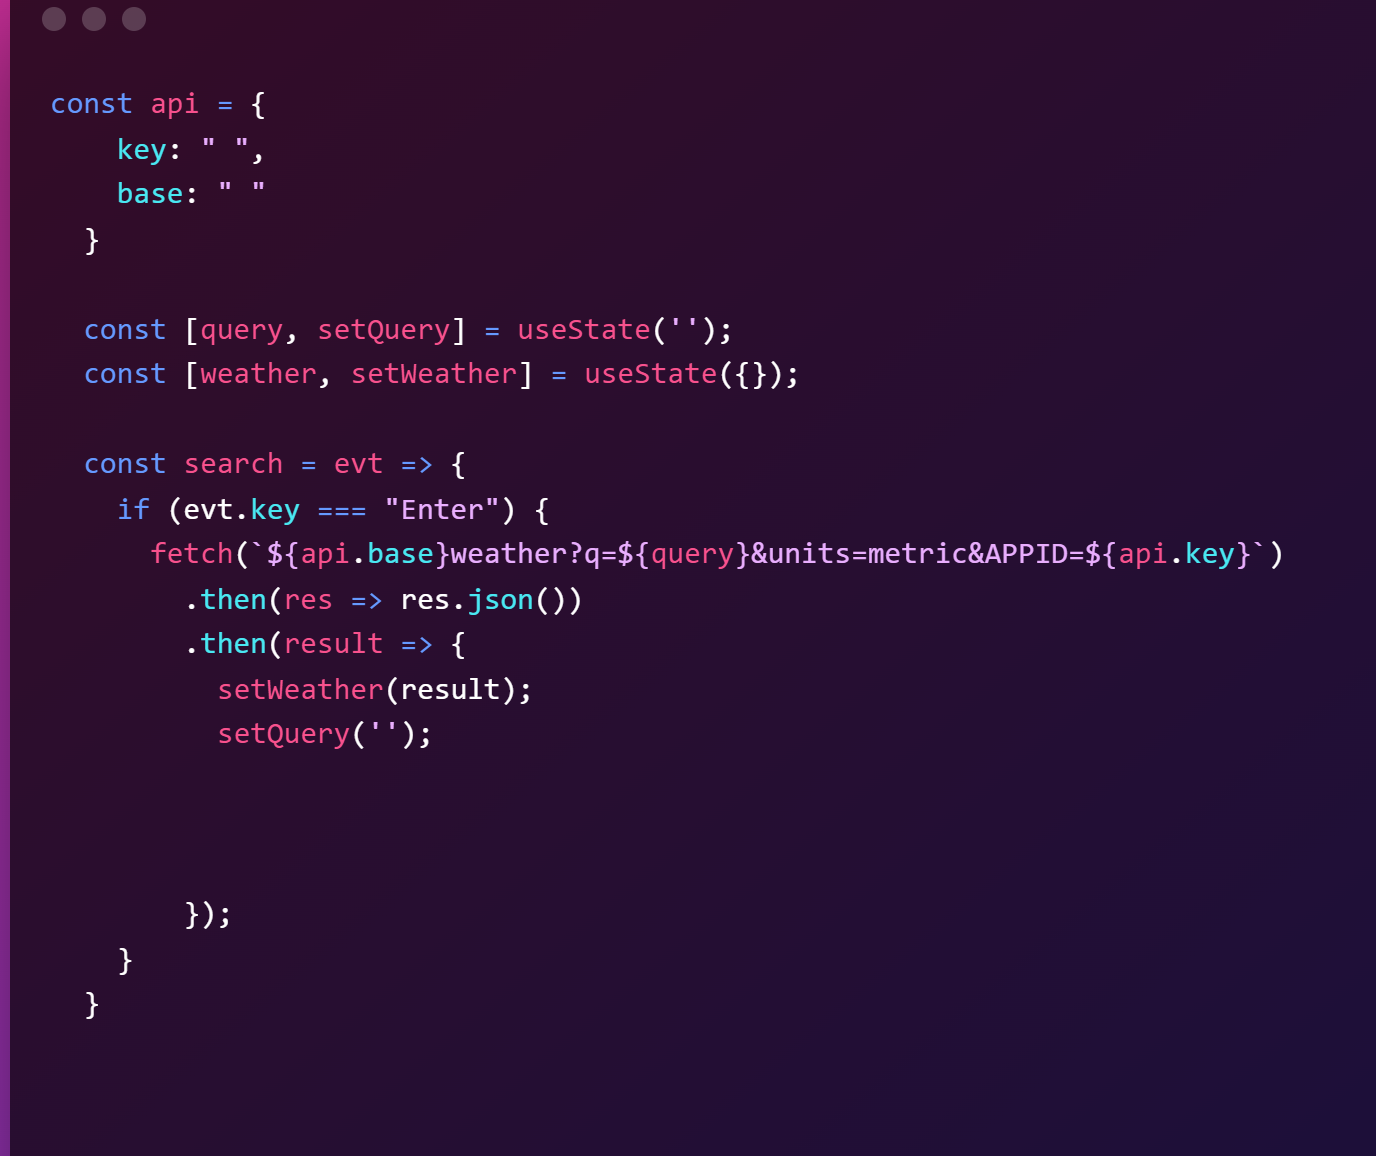 const api = {
    key: " ",
    base: " "
  }
  const [query, setQuery] = useState('');
  const [weather, setWeather] = useState({});
  const search = evt => {
    if (evt.key === "Enter") {
      fetch(`${api.base}weather?q=${query}&units=metric&APPID=${api.key}`)
        .then(res => res.json())
        .then(result => {
          setWeather(result);
          setQuery('');
        });
    }
  }